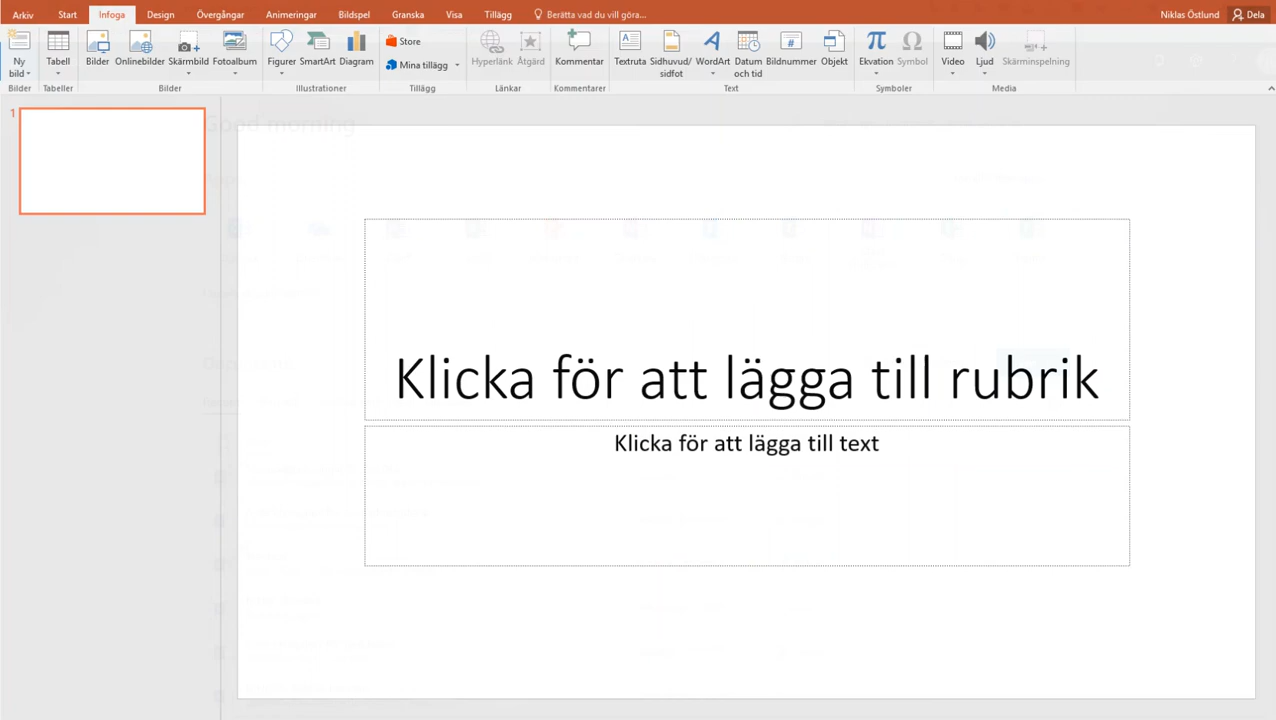 Arkiv Start Infoga Design Övergångar Animeringar Bildspel Granska Visa Tillägg Berätta vad du vill göra... Niklas Östlund Dela
Ny bild Tabell Bilder Onlinebilder Skärmbild Fotoalbum Figurer SmartArt Diagram Store Mina tillägg Hyperlänk Åtgärd Kommentar Textruta Sidhuvud/ sidfot WordArt Datum och tid Bildnummer Objekt Ekvation Symbol Video Ljud Skärminspelning
Bilder Tabeller Bilder Illustrationer Tillägg Länkar Kommentarer Text Symboler Media
1
Good morning
Klicka för att lägga till rubrik
Klicka för att lägga till text